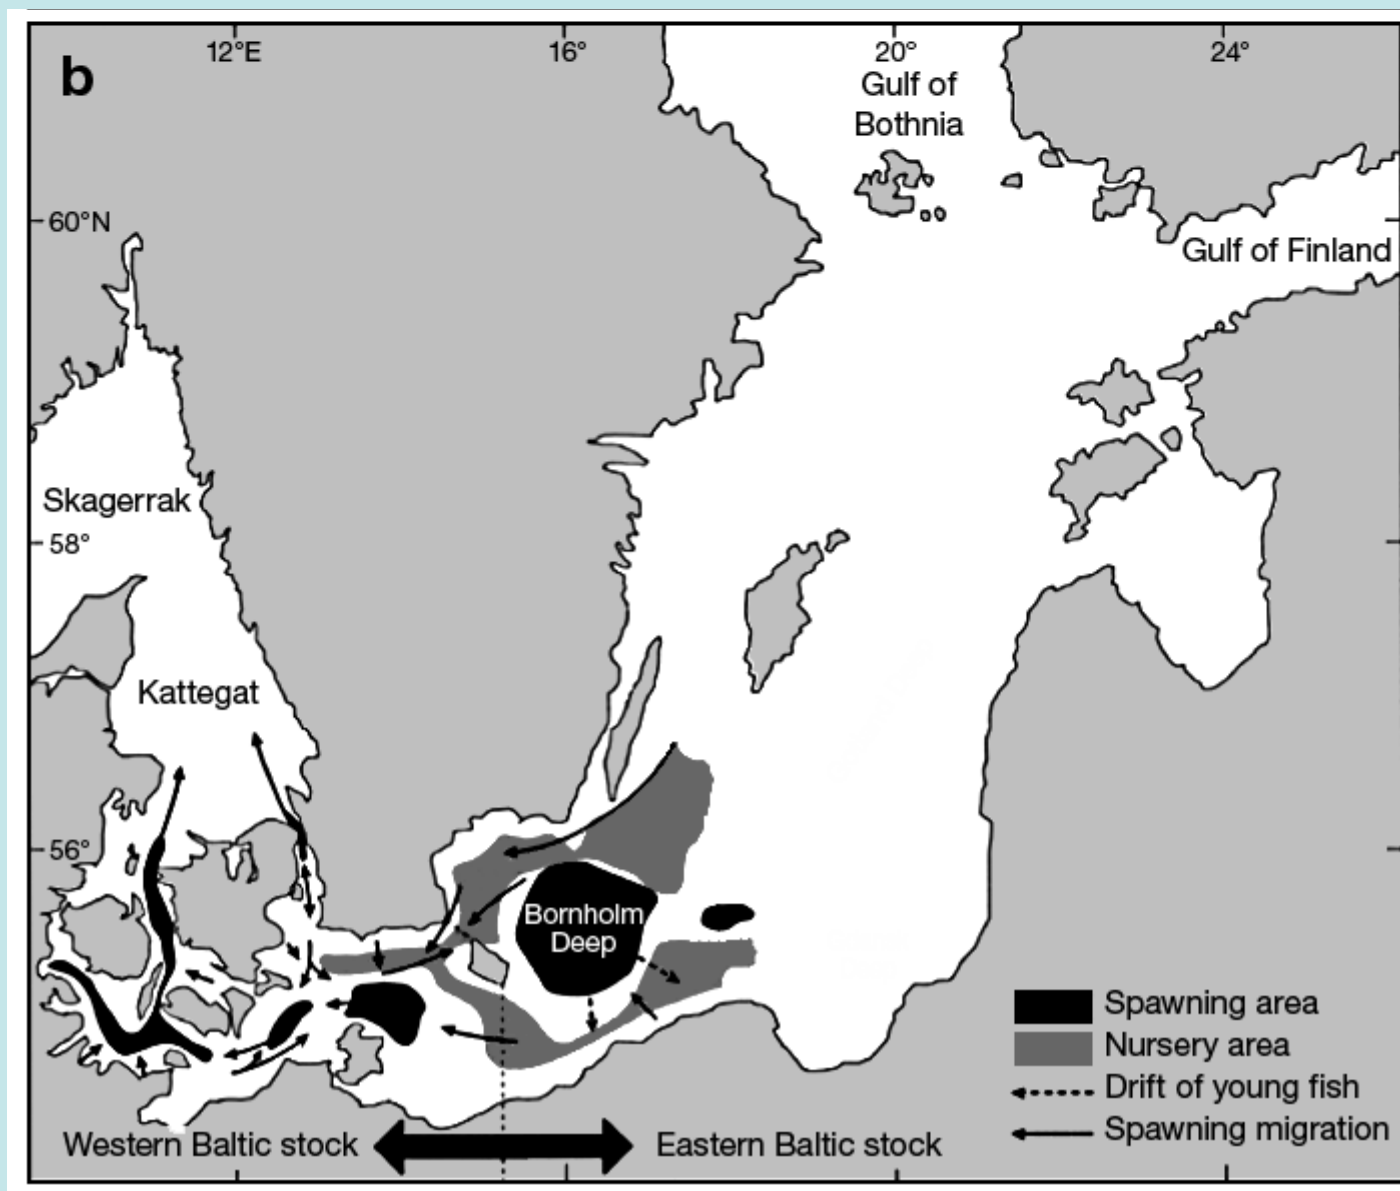 b
12°E
16°
20°
24°
Gulf of
Bothnia
60°N
Gulf of Finland
Skagerrak
58°
Kattegat
56°
Bornholm
Deep
Spawning area
Nursery area
Drift of young fish
Spawning migration
Western Baltic stock
Eastern Baltic stock